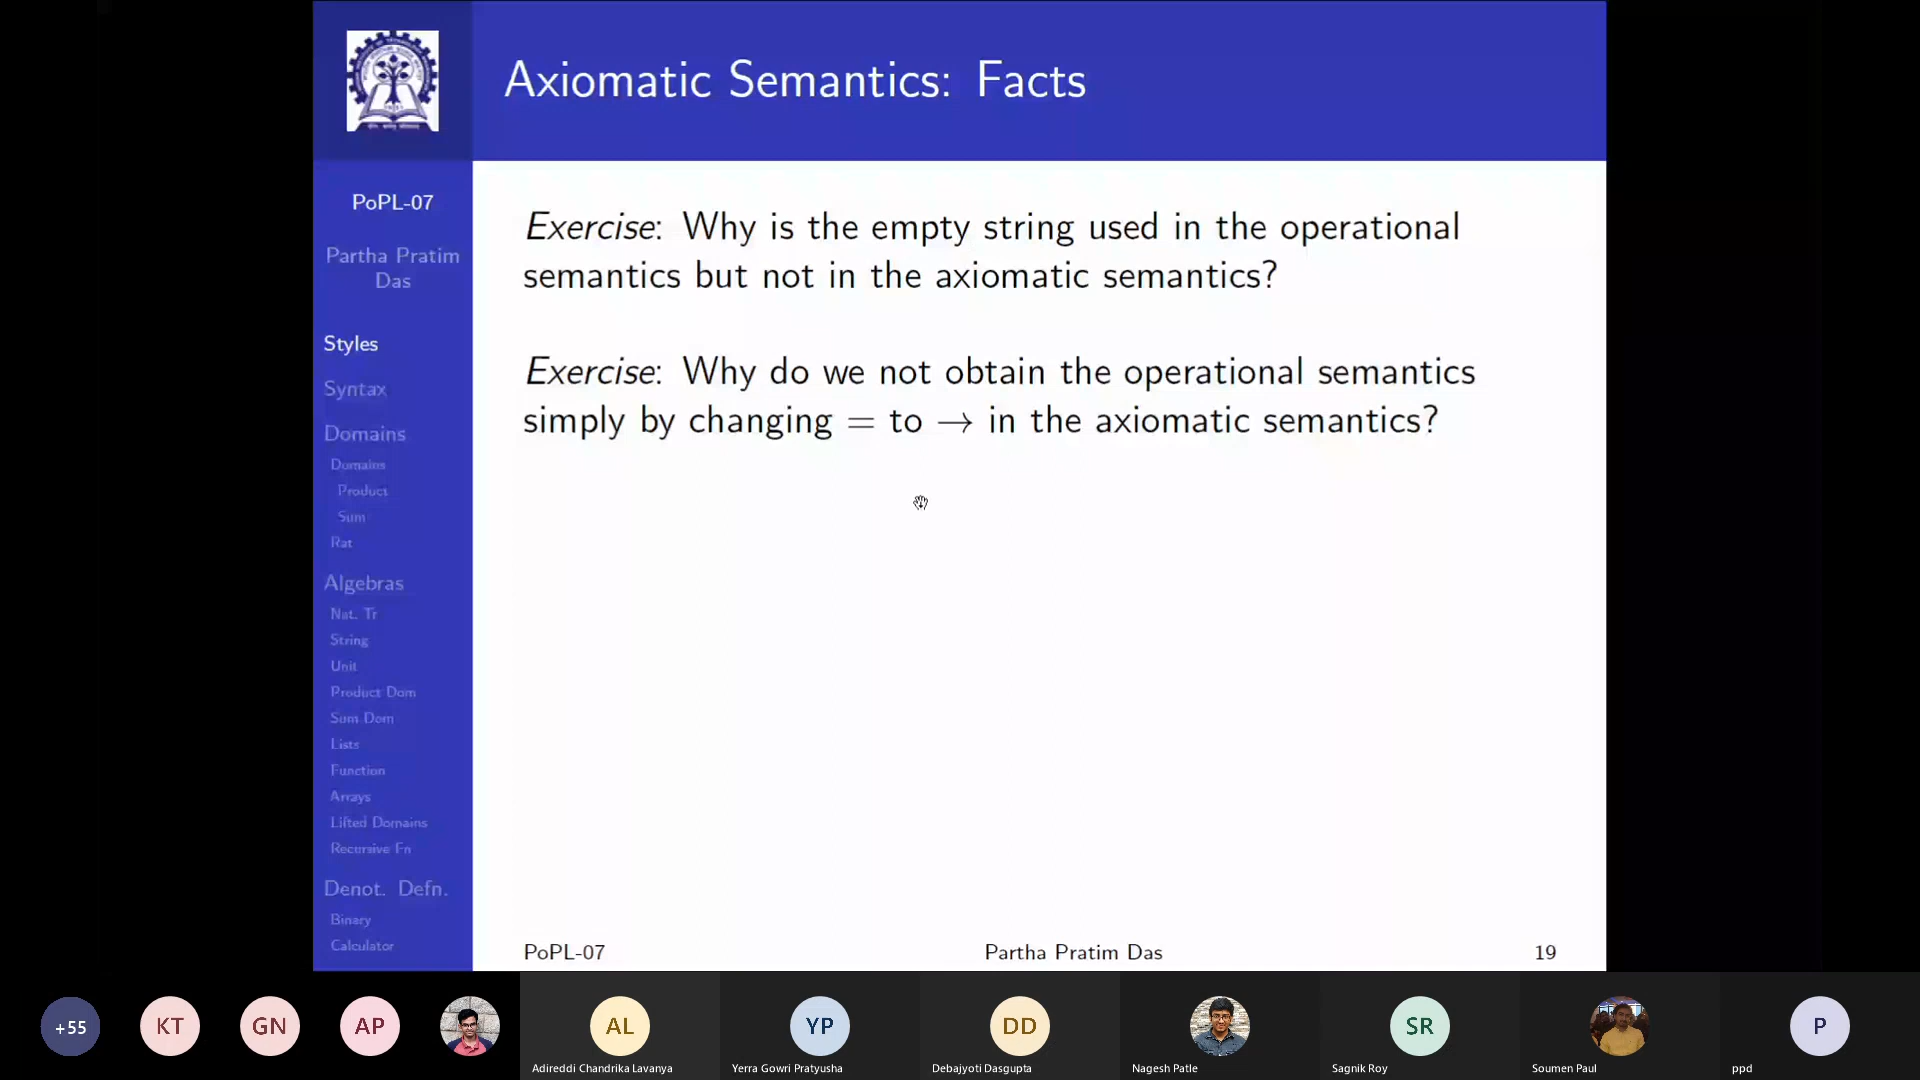 Axiomatic Semantics: Facts
PoPL-07
Partha Pratim
Das
Styles
Syntax
Domains
Domains
Product
Sum
Rat
Algebras
Nat. Tr
String
Unit
Product Dom
Sum Dom
Lists
Function
Arrays
Lifted Domains
Recursive Fn
Denot. Defn.
Binary
Calculator
Exercise: Why is the empty string used in the operational
semantics but not in the axiomatic semantics?
Exercise: Why do we not obtain the operational semantics
simply by changing = to → in the axiomatic semantics?
PoPL-07 Partha Pratim Das 19
+55 KT GN AP AL YP DD SR P
Adireddi Chandrika Lavanya Yerra Gowri Pratyusha Debajyoti Dasgupta Nagesh Patle Sagnik Roy Soumen Paul ppd